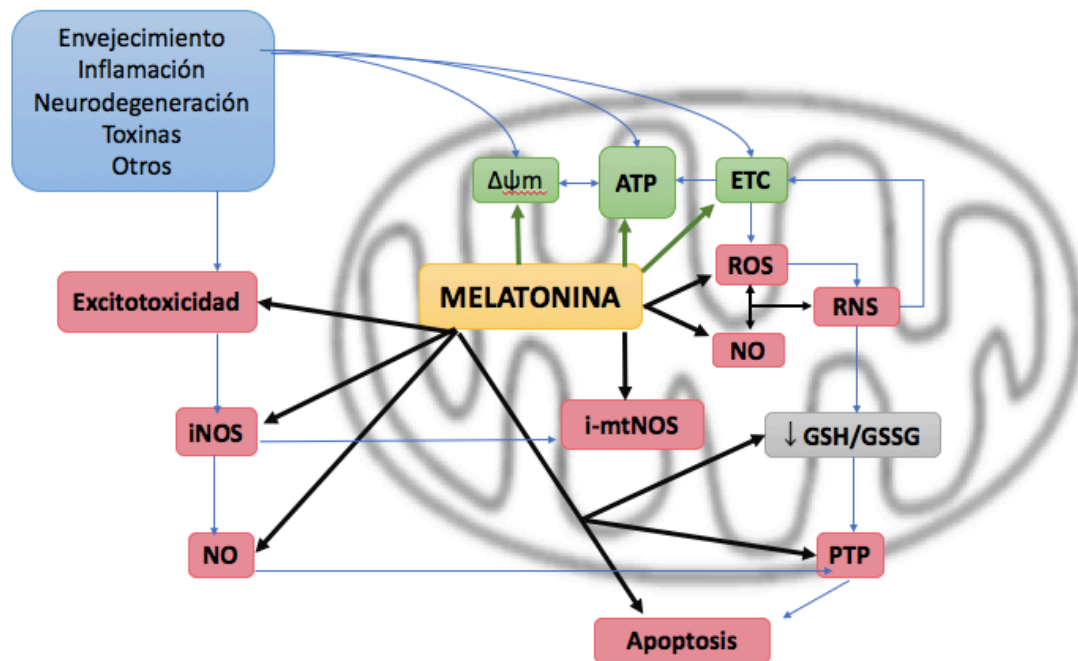 Envejecimiento
Inflamación
Neurodegeneración
Toxinas
Otros
Δψm
ATP
ETC
ROS
MELATONINA
Excitotoxicidad
RNS
NO
i-mtNOS
iNOS
↓ GSH/GSSG
NO
PTP
Apoptosis